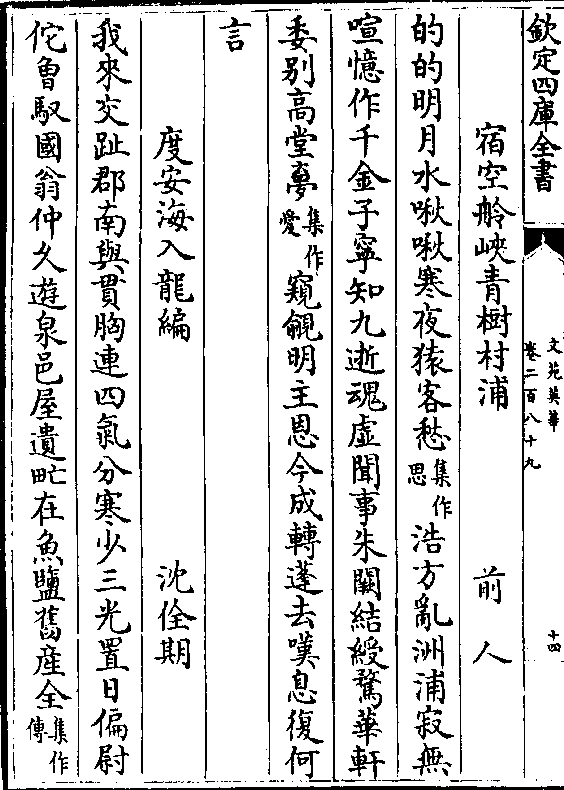 欽定四庫全書
文苑英華
卷二百八十九
十四
宿空舲峽青樹村浦 前人
的的明月水啾啾寒夜猿客愁集作思浩方亂洲浦寂無
喧憶作千金子寧知九逝魂虛聞事朱闕結綬騖華軒
委别高堂夢集作愛窺覦明主恩今成轉蓬去嘆息復何
言
度安海入龍編 沈佺期
我來交趾郡南與貫胸連四氣分寒少三光置日偏尉
佗曾馭國翁仲久遊泉邑屋遺甿在魚鹽舊産全集作傳